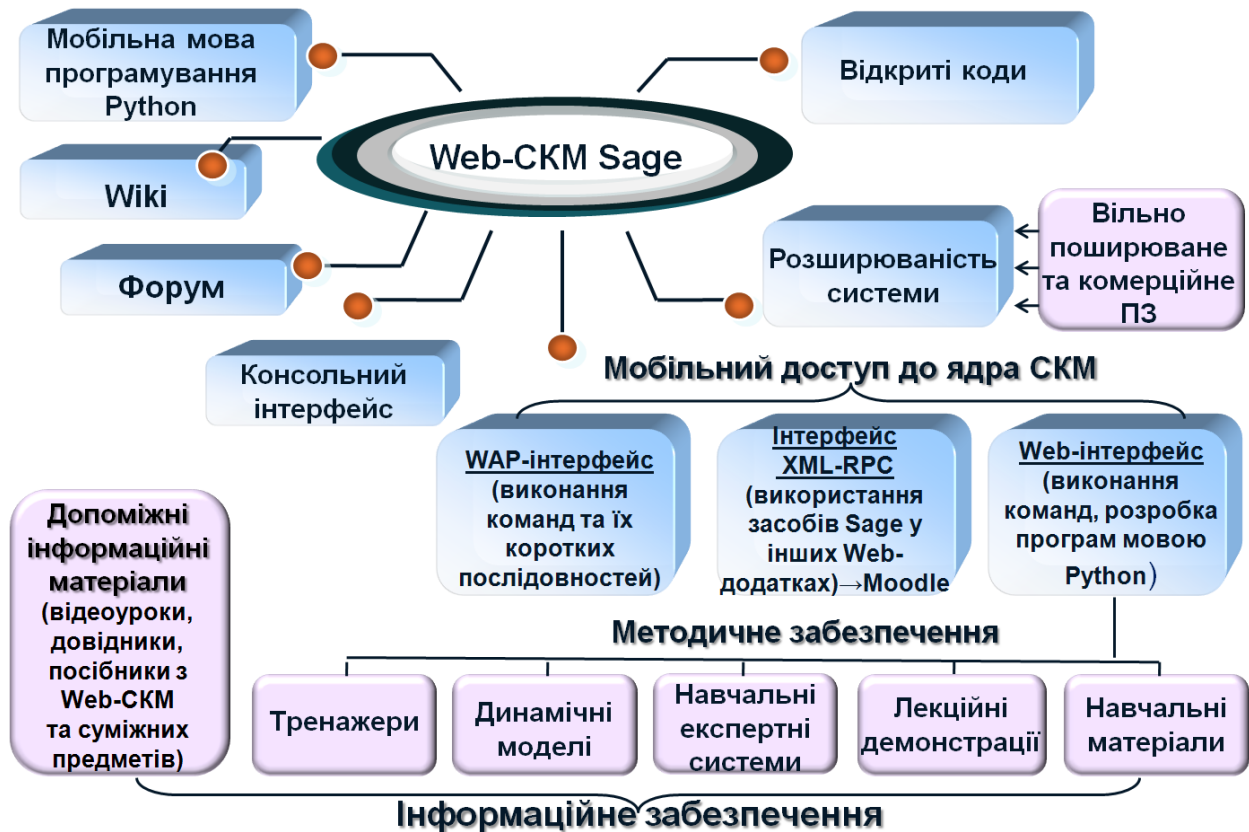 Мобільна мова
програмування
Python
Відкриті коди
Web-СКМ Sage
Wiki
Форум
Розширюваність
системи
Вільно
поширюване
та комерційне
ПЗ
Консольний
інтерфейс
Мобільний доступ до ядра СКМ
WAP-інтерфейс
(виконання
команд та їх
коротких
послідовностей)
Інтерфейс
XML-RPC
(використання
засобів Sage у
інших Web-
додатках)→Moodle
Web-інтерфейс
(виконання
команд, розробка
програм мовою
Python)
Допоміжні
інформаційні
матеріали
(відеоуроки,
довідники,
посібники з
Web-СКМ
та суміжних
предметів)
Методичне забезпечення
Тренажери
Динамічні
моделі
Навчальні
експертні
системи
Лекційні
демонстрації
Навчальні
матеріали
Інформаційне забезпечення